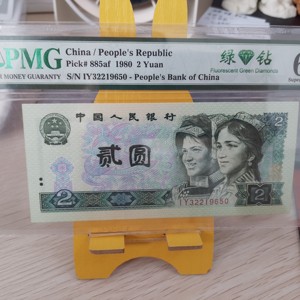 PMG
China / People's Republic
Pick# 885af 1980 2 Yuan
S/N IY32219650 - People's Bank of China
MONEY GUARANTY
绿钻
Fluorescent Green Diamonds
6
中国人民银行
贰圆
2
2
IY32219650